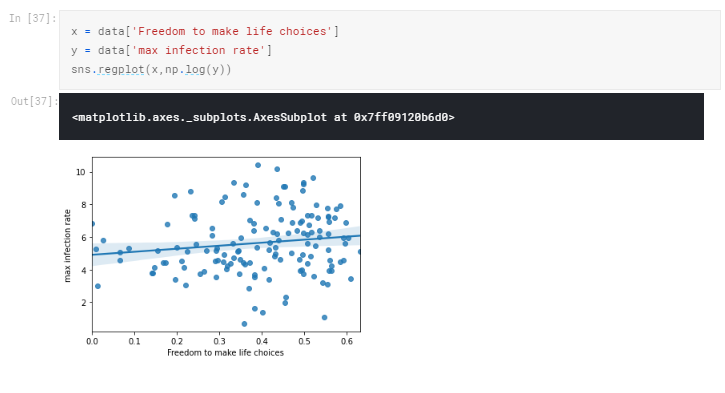 In [37]:
x = data['Freedom to make life choices']
y = data['max infection rate']
sns.regplot(x,np.log(y))
Out[37]:
<matplotlib.axes._subplots.AxesSubplot at 0x7ff09120b6d0>
10
8
6
4
2
max infection rate
0.0 0.1 0.2 0.3 0.4 0.5 0.6
Freedom to make life choices